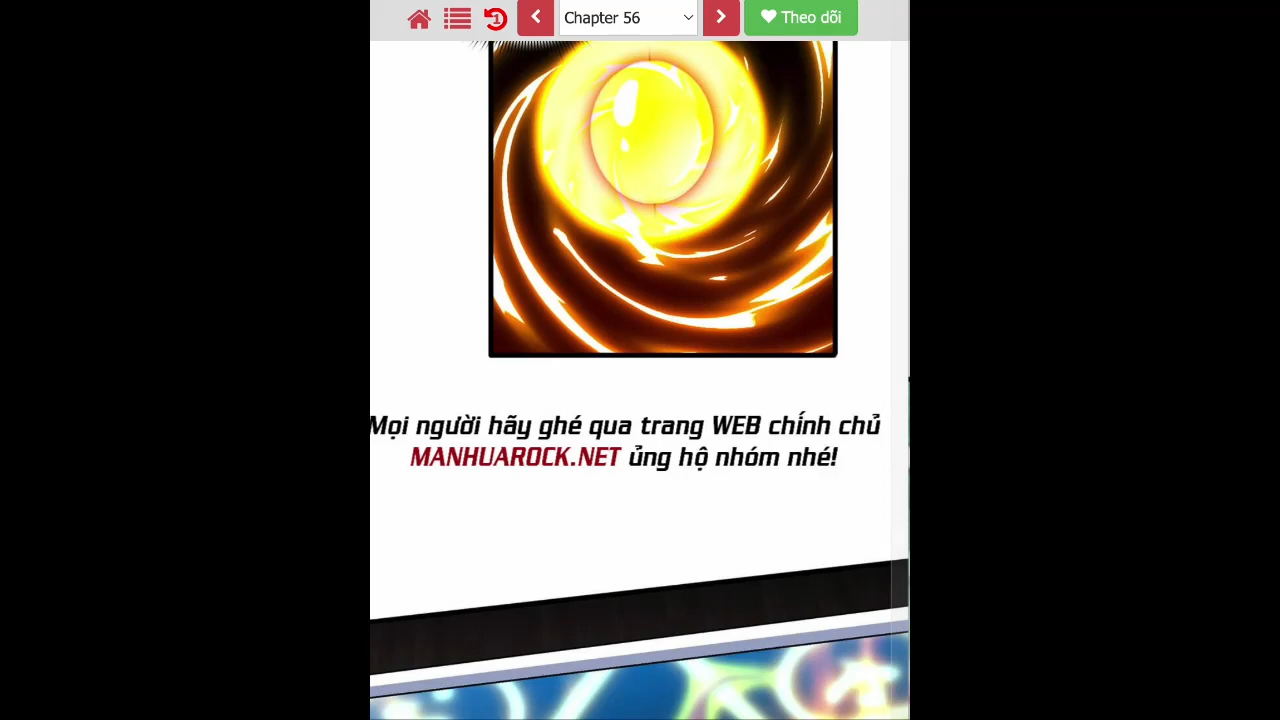 Chapter 56
Theo dõi
Mọi người hãy ghé qua trang WEB chính chủ
MANHUAROCK.NET ủng hộ nhóm nhé!